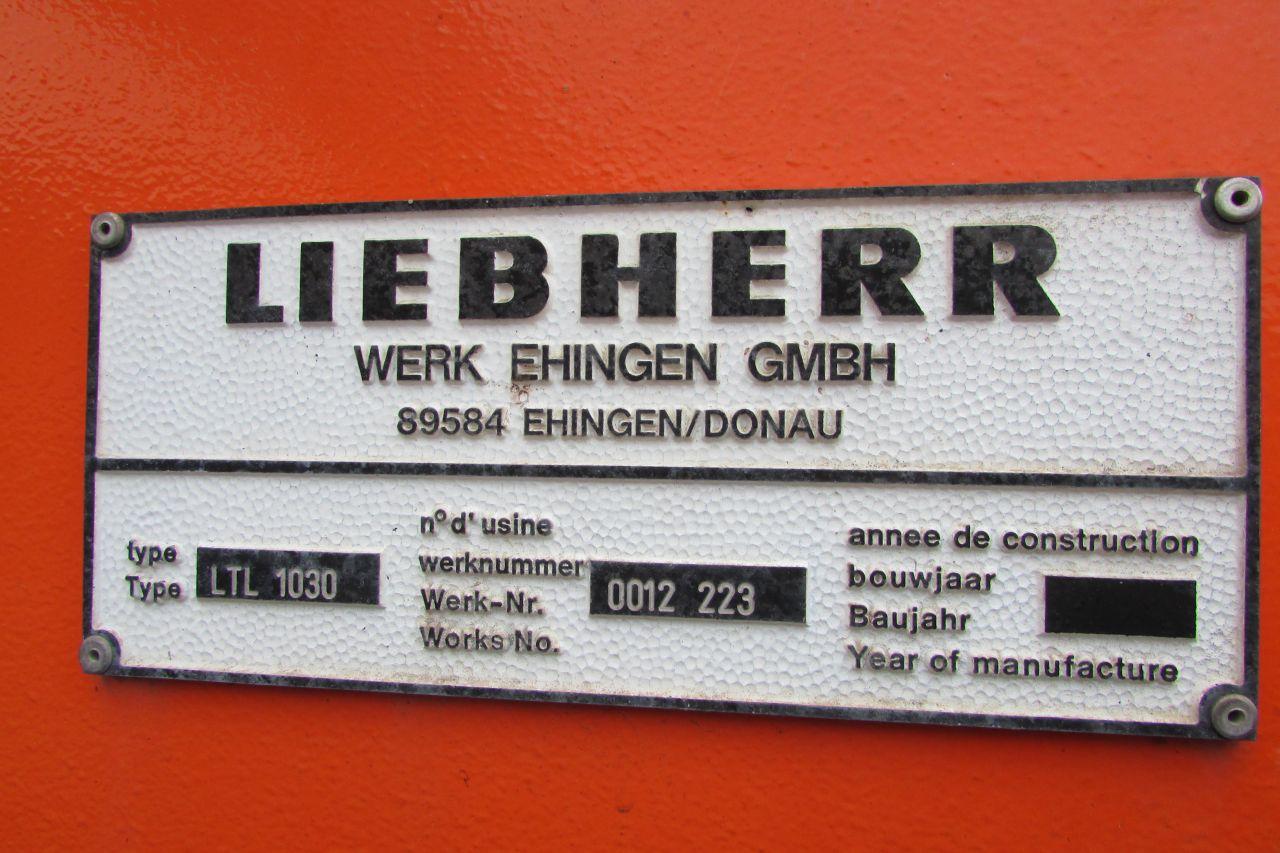 LIEBHERR
WERK EHINGEN GMBH
89584 EHINGEN/DONAU
type
Type
LTL 1030
n° d' usine
werknummer
Werk-Nr.
Works No.
0012 223
annee de construction
bouwjaar
Baujahr
Year of manufacture